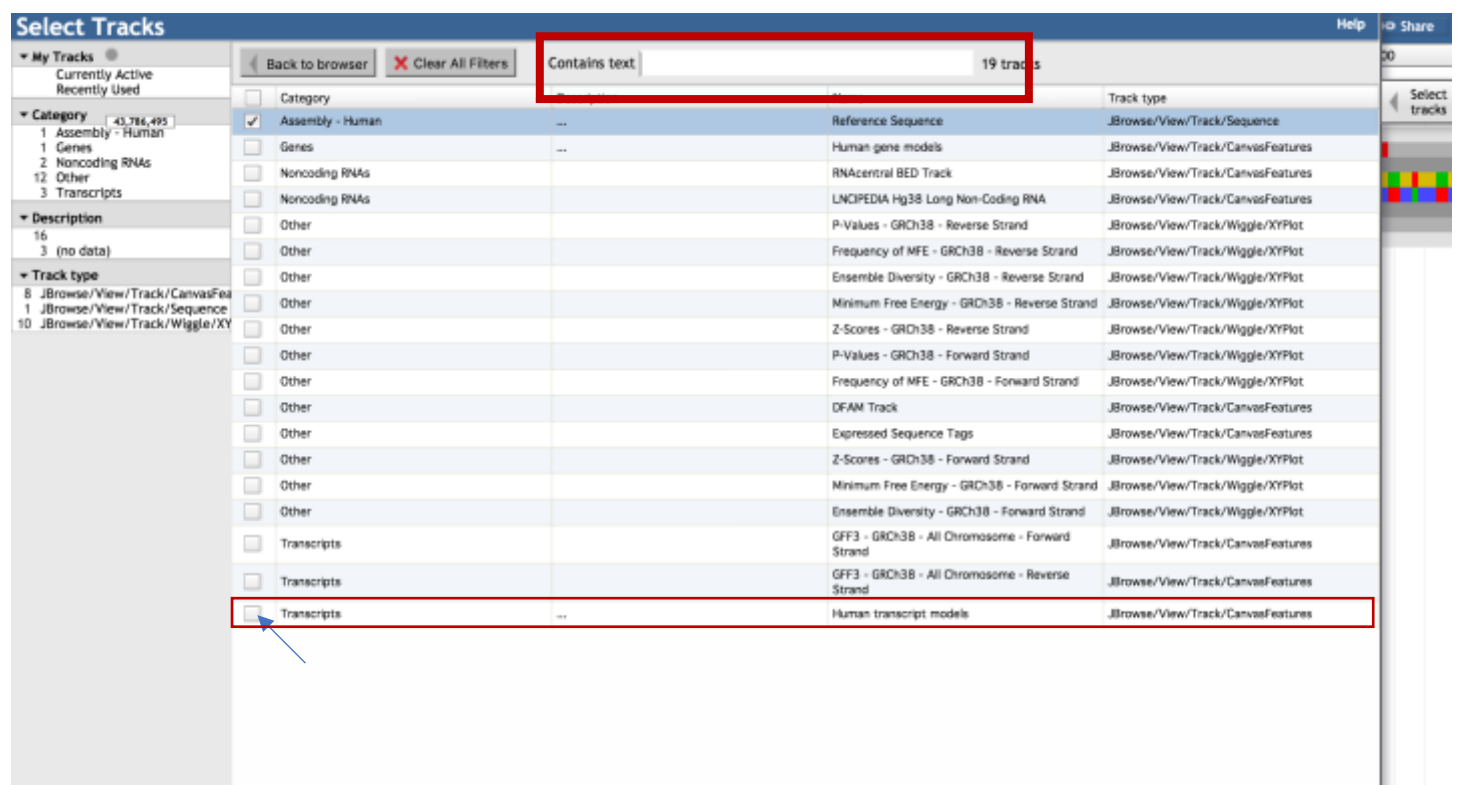 Select Tracks
Help
Share
00
My Tracks
Currently Active
Recently Used
Back to browser
Clear All Filters
Contains text
19 tracks
Select
tracks
Category
43,786,495
1 Assembly - Human
1 Genes
2 Noncoding RNAs
12 Other
3 Transcripts
Description
16
3 (no data)
Track type
8 JBrowse/View/Track/CanvasFea
1 JBrowse/View/Track/Sequence
10 JBrowse/View/Track/Wiggle/XY
Category Track type
Assembly - Human ... Reference Sequence JBrowse/View/Track/Sequence
Genes ... Human gene models JBrowse/View/Track/CanvasFeatures
Noncoding RNAs RNAcentral BED Track JBrowse/View/Track/CanvasFeatures
Noncoding RNAs LNCIPEDIA Hg38 Long Non-Coding RNA JBrowse/View/Track/CanvasFeatures
Other P-Values - GRCh38 - Reverse Strand JBrowse/View/Track/Wiggle/XYPlot
Other Frequency of MFE - GRCh38 - Reverse Strand JBrowse/View/Track/Wiggle/XYPlot
Other Ensemble Diversity - GRCh38 - Reverse Strand JBrowse/View/Track/Wiggle/XYPlot
Other Minimum Free Energy - GRCh38 - Reverse Strand JBrowse/View/Track/Wiggle/XYPlot
Other Z-Scores - GRCh38 - Reverse Strand JBrowse/View/Track/Wiggle/XYPlot
Other P-Values - GRCh38 - Forward Strand JBrowse/View/Track/Wiggle/XYPlot
Other Frequency of MFE - GRCh38 - Forward Strand JBrowse/View/Track/Wiggle/XYPlot
Other DFAM Track JBrowse/View/Track/CanvasFeatures
Other Expressed Sequence Tags JBrowse/View/Track/CanvasFeatures
Other Z-Scores - GRCh38 - Forward Strand JBrowse/View/Track/Wiggle/XYPlot
Other Minimum Free Energy - GRCh38 - Forward Strand JBrowse/View/Track/Wiggle/XYPlot
Other Ensemble Diversity - GRCh38 - Forward Strand JBrowse/View/Track/Wiggle/XYPlot
Transcripts GFF3 - GRCh38 - All Chromosome - Forward JBrowse/View/Track/CanvasFeatures
Strand
Transcripts GFF3 - GRCh38 - All Chromosome - Reverse JBrowse/View/Track/CanvasFeatures
Strand
Transcripts ... Human transcript models JBrowse/View/Track/CanvasFeatures